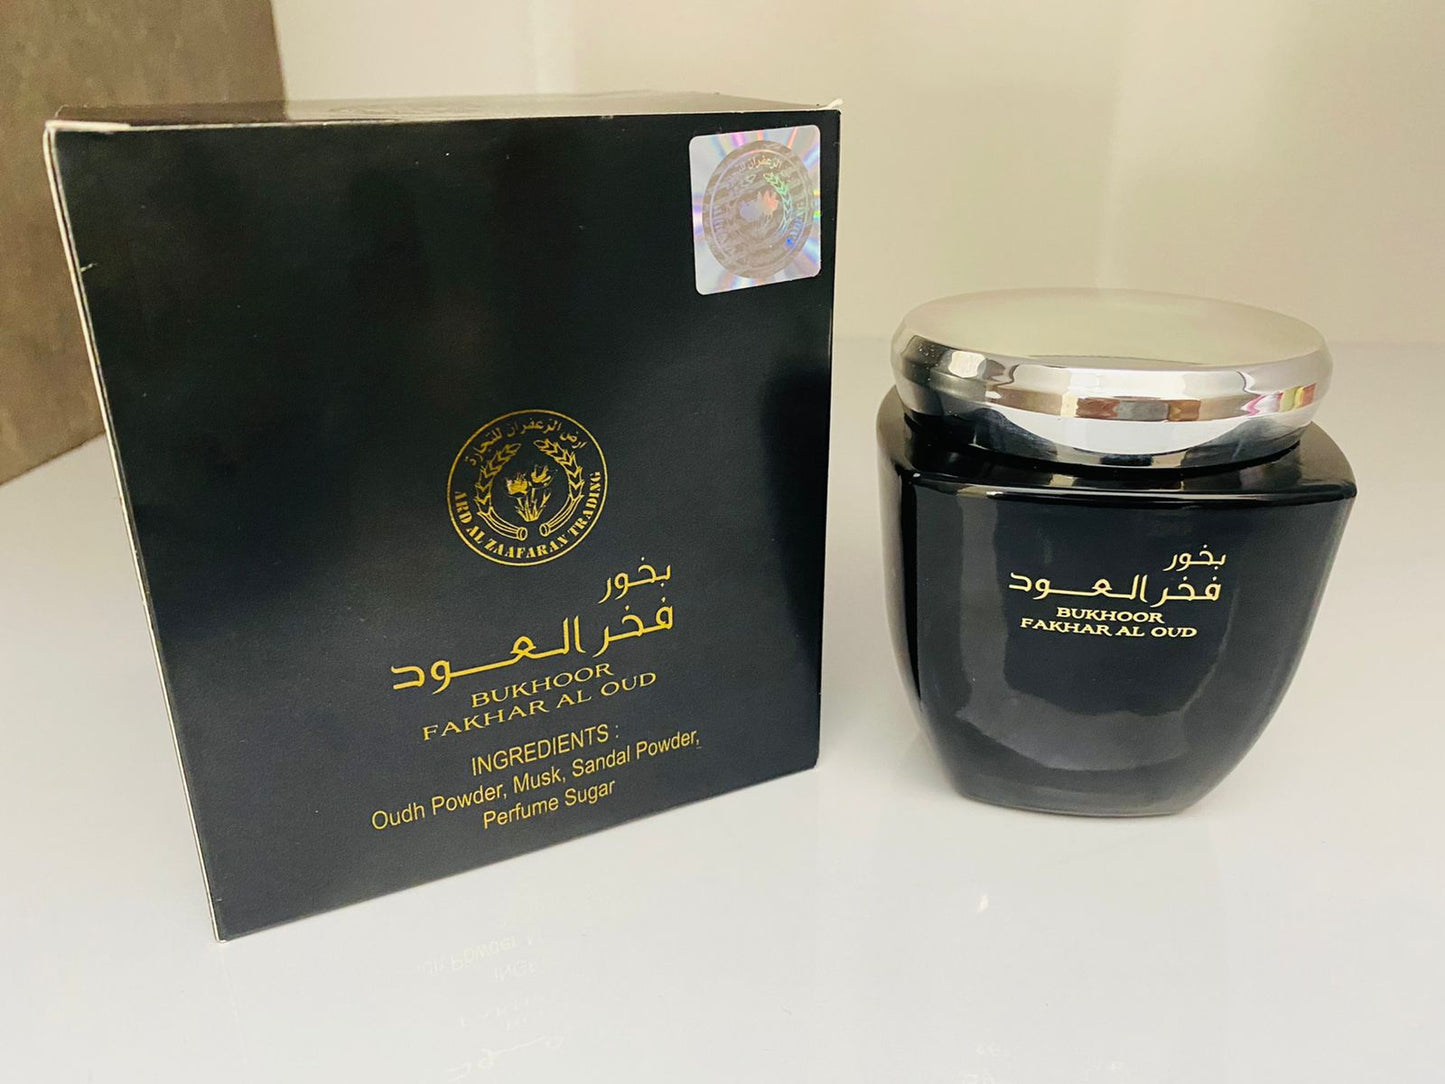 ارض الزعفران للتجارة
ARD AL ZAAFARAN TRADING
بخور
فخر العود
BUKHOOR
FAKHAR AL OUD
INGREDIENTS :
Oudh Powder, Musk, Sandal Powder,
Perfume Sugar
بخور
فخر العود
BUKHOOR
FAKHAR AL OUD